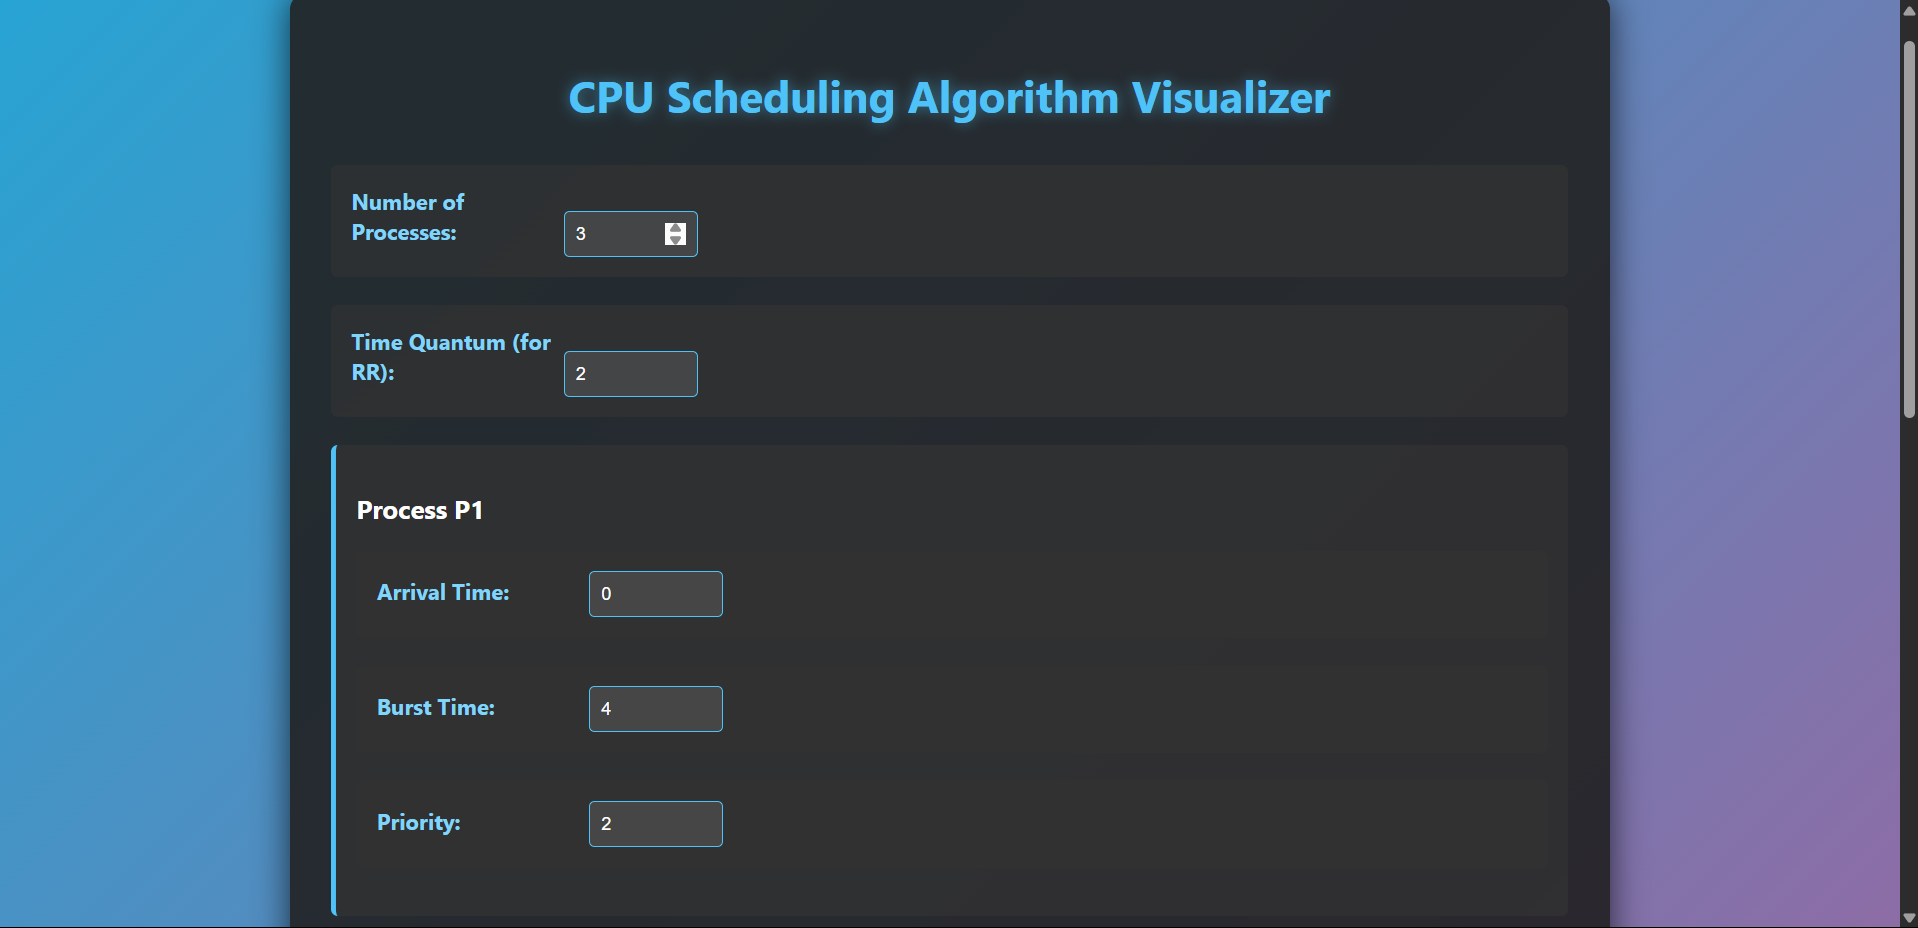 CPU Scheduling Algorithm Visualizer
Number of
Processes:
3
Time Quantum (for
RR):
2
Process P1
Arrival Time:
0
Burst Time:
4
Priority:
2